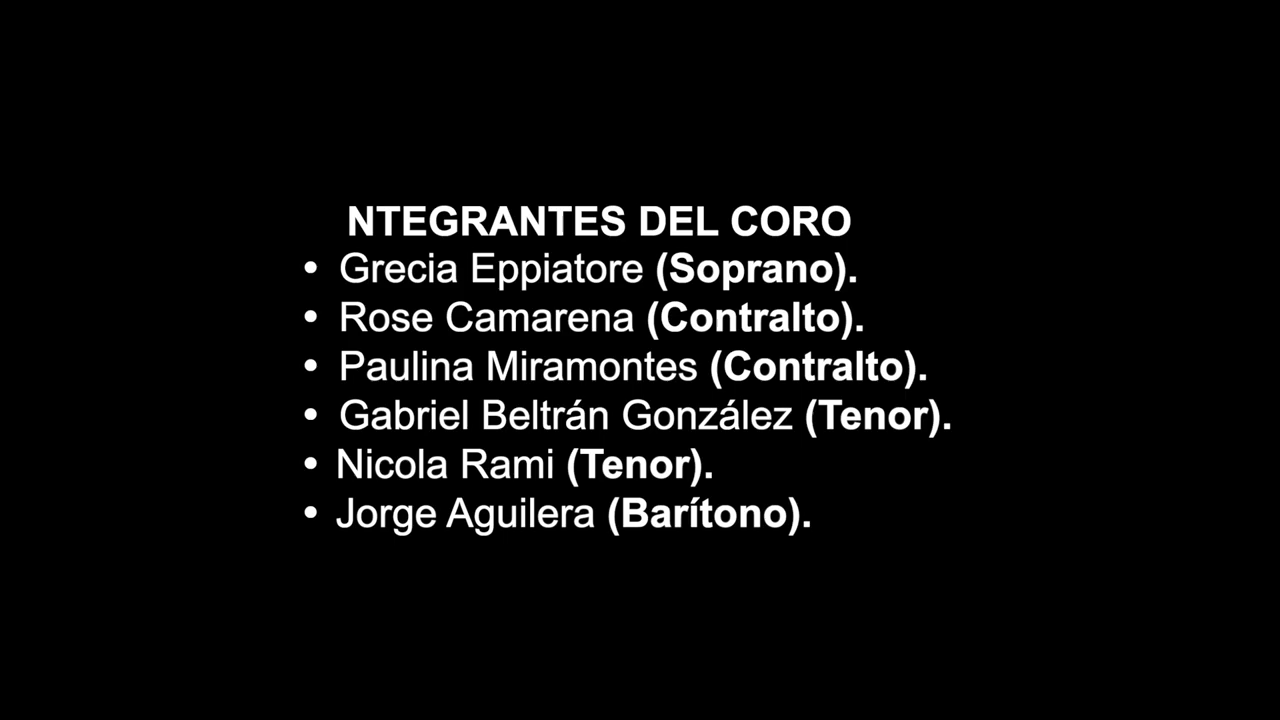 NTEGRANTES DEL CORO
• Grecia Eppiatore (Soprano).
• Rose Camarena (Contralto).
• Paulina Miramontes (Contralto).
• Gabriel Beltrán González (Tenor).
• Nicola Rami (Tenor).
• Jorge Aguilera (Barítono).